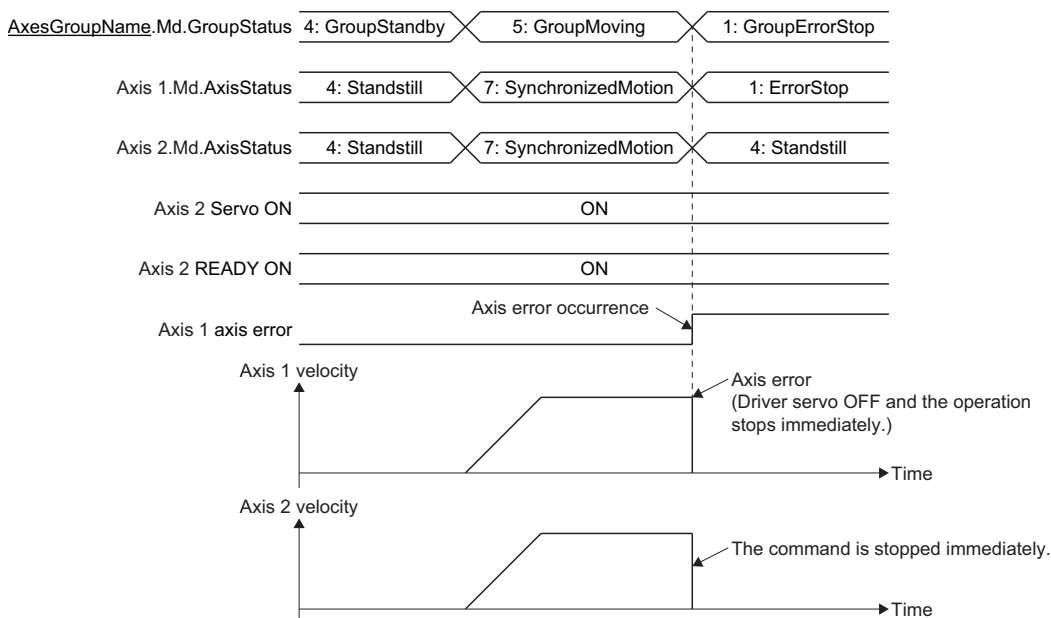 AxesGroupName.Md.GroupStatus 4: GroupStandby 5: GroupMoving 1: GroupErrorStop
Axis 1.Md.AxisStatus 4: Standstill 7: SynchronizedMotion 1: ErrorStop
Axis 2.Md.AxisStatus 4: Standstill 7: SynchronizedMotion 4: Standstill
Axis 2 Servo ON ON
Axis 2 READY ON ON
Axis error occurrence
Axis 1 axis error
Axis 1 velocity
Axis error
(Driver servo OFF and the operation
stops immediately.)
Time
Axis 2 velocity
The command is stopped immediately.
Time